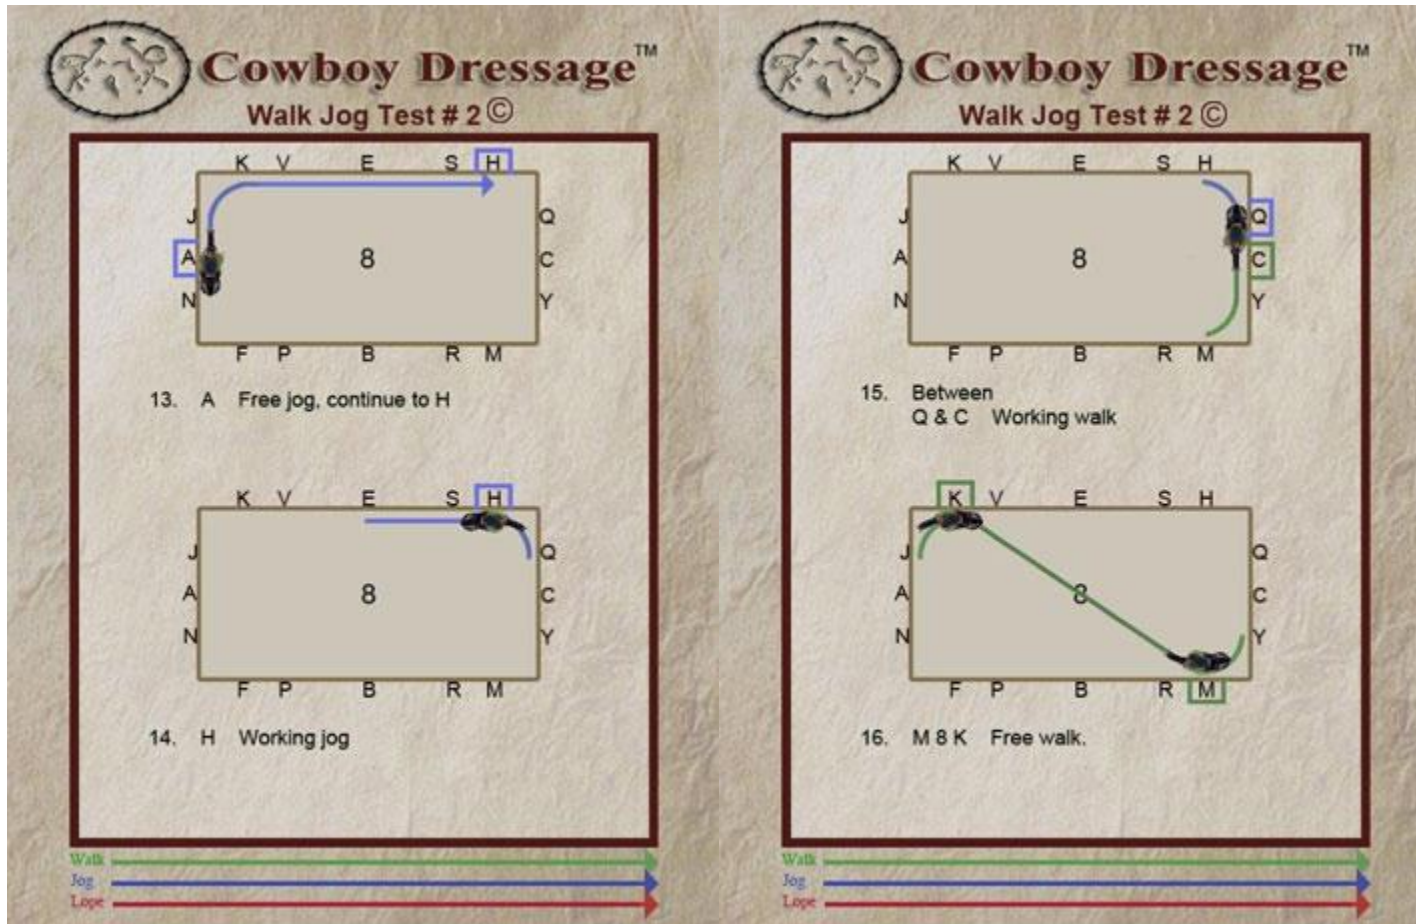 Cowboy Dressage™
Walk Jog Test # 2 ©
K V E S H
J Q
A 8 C
N Y
F P B R M
13. A Free jog, continue to H
K V E S H
J Q
A 8 C
N Y
F P B R M
14. H Working jog
Walk
Jog
Lope
Cowboy Dressage™
Walk Jog Test # 2 ©
K V E S H
J Q
A 8 C
N Y
F P B R M
15. Between
Q & C Working walk
K V E S H
J Q
A 8 C
N Y
F P B R M
16. M 8 K Free walk.
Walk
Jog
Lope